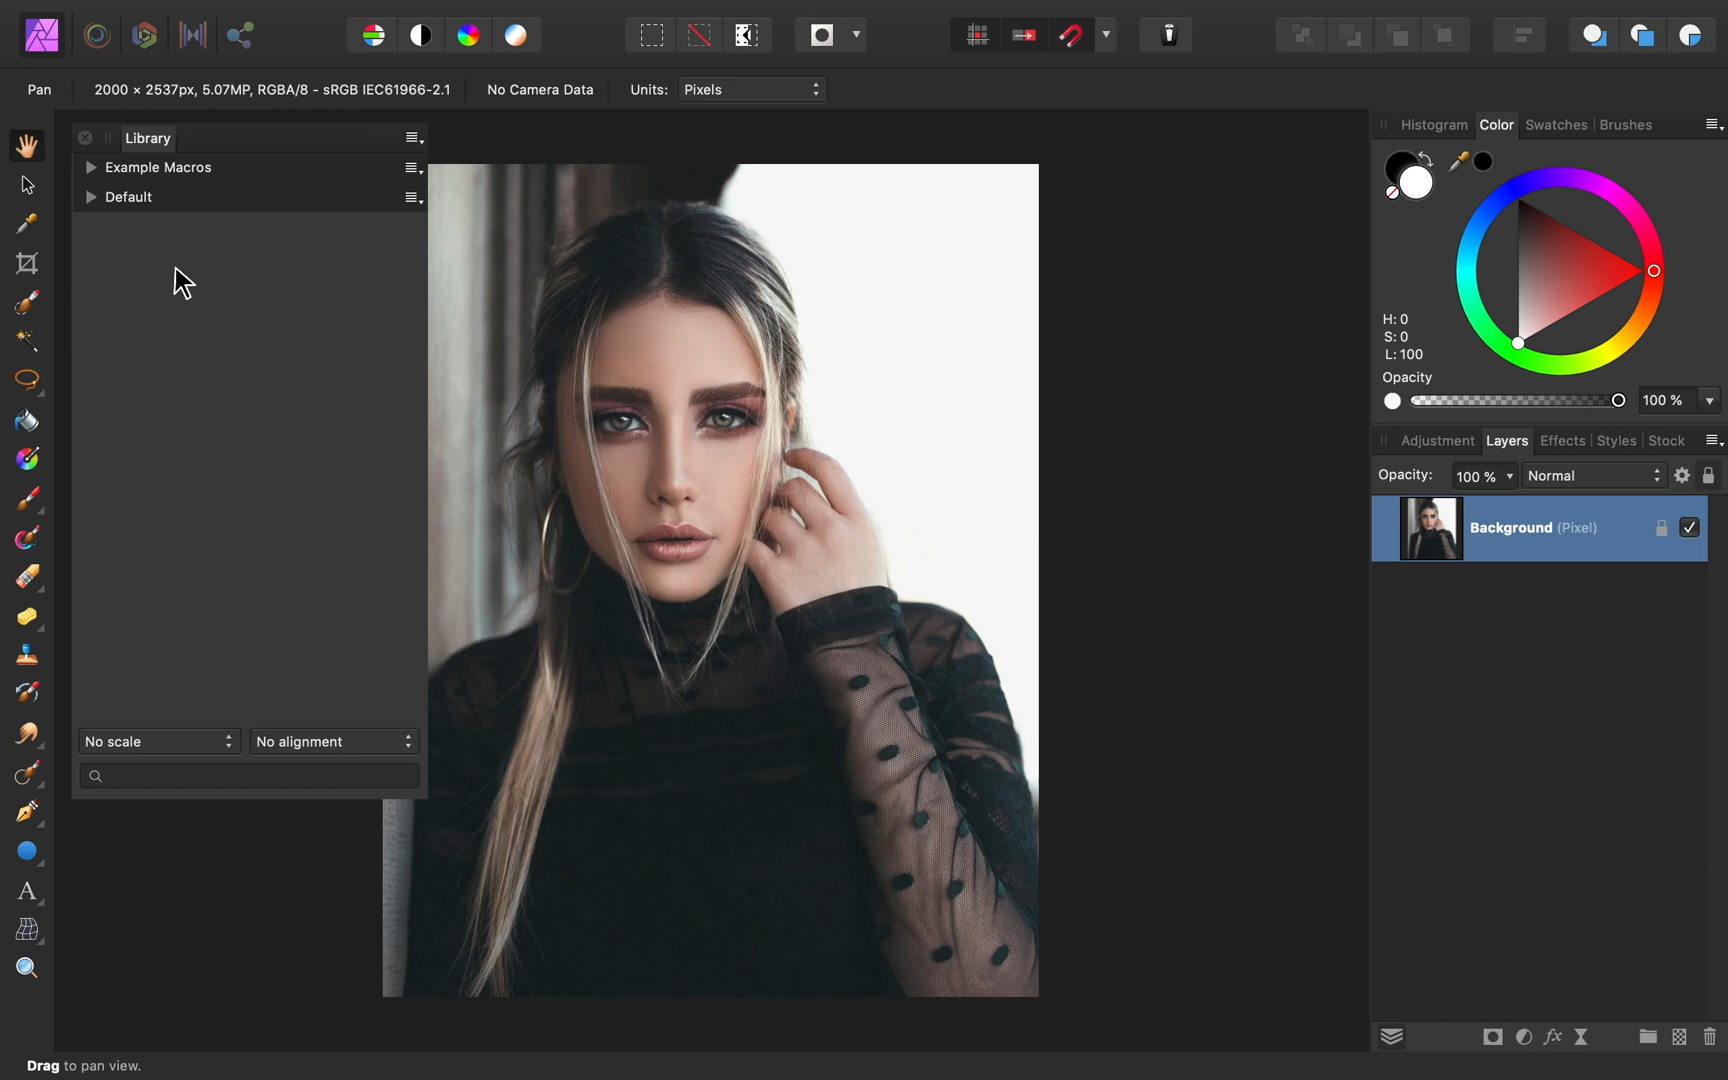 Pan
2000 × 2537px, 5.07MP, RGBA/8 - sRGB IEC61966-2.1
No Camera Data
Units:
Pixels
Library
Example Macros
Default
No scale
No alignment
Histogram
Color
Swatches
Brushes
H: 0
S: 0
L: 100
Opacity
100 %
Adjustment
Layers
Effects
Styles
Stock
Opacity:
100 %
Normal
Background (Pixel)
A
fx
Drag to pan view.